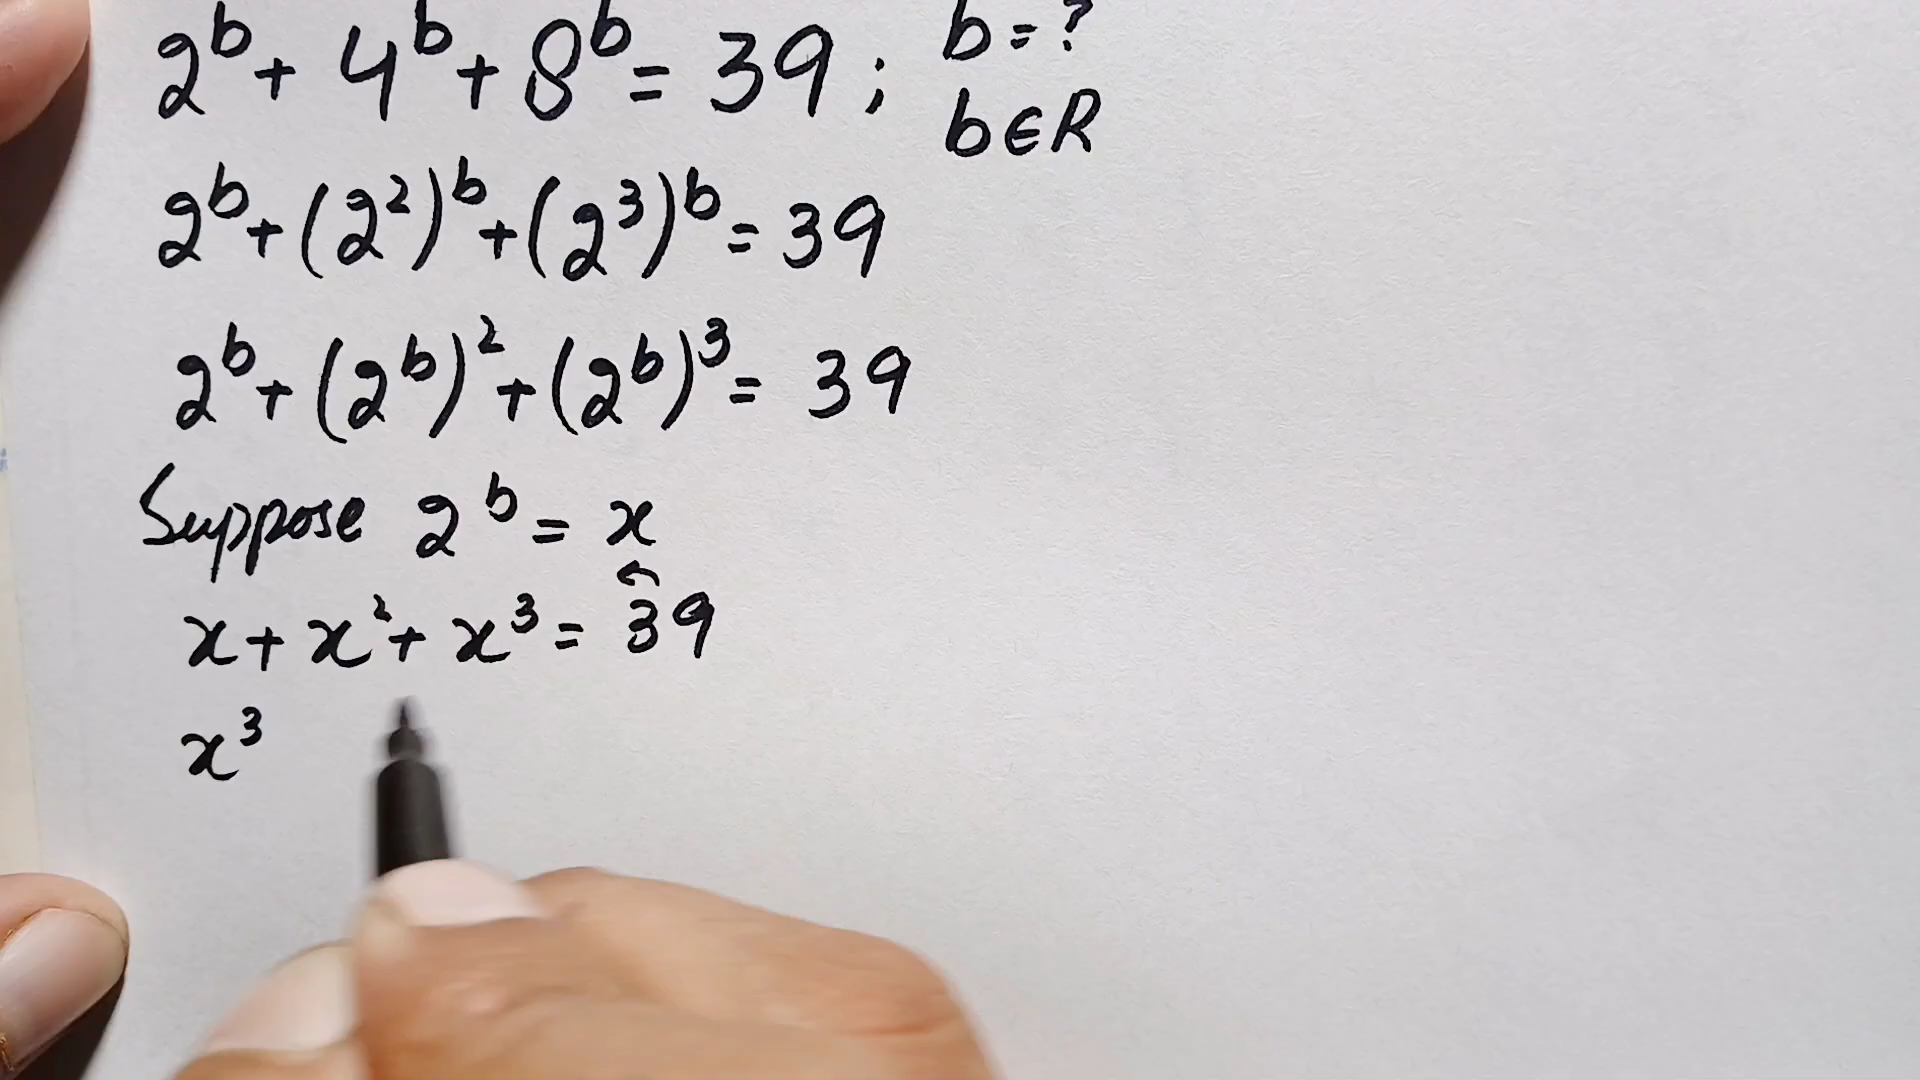 2^b + 4^b + 8^b = 39 ; b = ?
b ∈ R
2^b + (2^2)^b + (2^3)^b = 39
2^b + (2^b)^2 + (2^b)^3 = 39
Suppose 2^b = x
x + x^2 + x^3 = 39
x^3